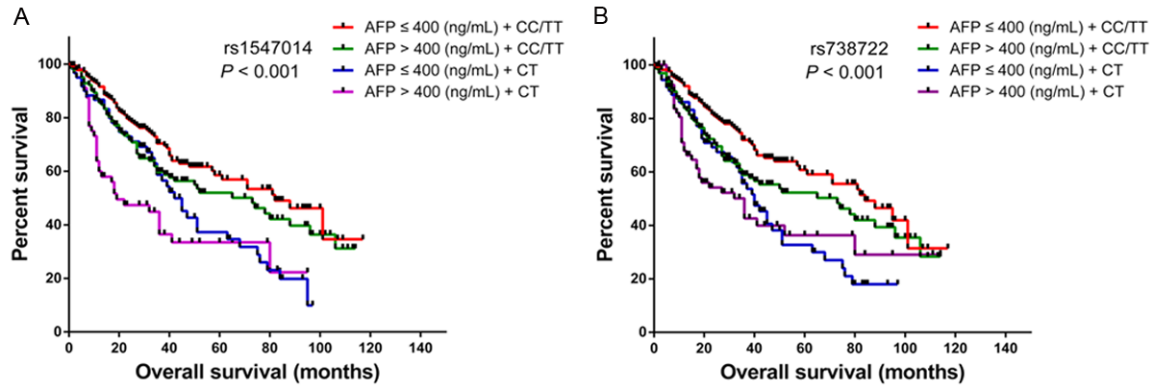 A
AFP ≤ 400 (ng/mL) + CC/TT
AFP > 400 (ng/mL) + CC/TT
AFP ≤ 400 (ng/mL) + CT
AFP > 400 (ng/mL) + CT
rs1547014
P < 0.001
Percent survival
100
80
60
40
20
0
0 20 40 60 80 100 120 140
Overall survival (months)
B
AFP ≤ 400 (ng/mL) + CC/TT
AFP > 400 (ng/mL) + CC/TT
AFP ≤ 400 (ng/mL) + CT
AFP > 400 (ng/mL) + CT
rs738722
P < 0.001
Percent survival
100
80
60
40
20
0
0 20 40 60 80 100 120 140
Overall survival (months)